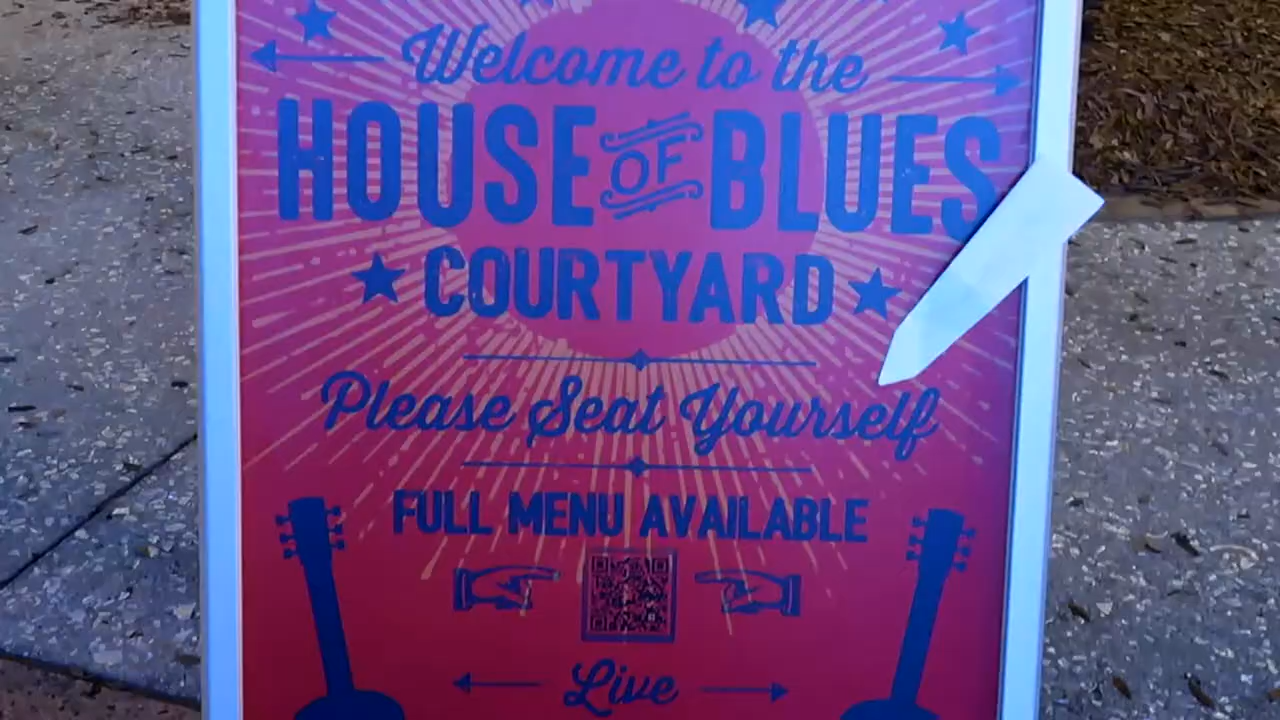 Welcome to the
HOUSE OF BLUES
COURTYARD
Please Seat Yourself
FULL MENU AVAILABLE
Live